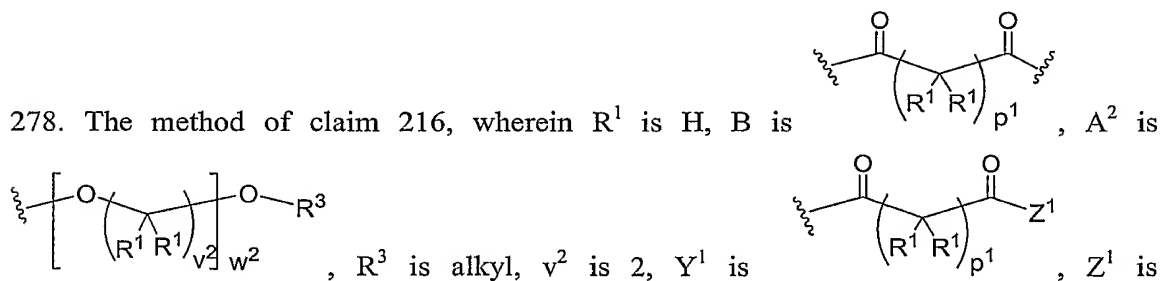 O O
R¹ R¹ p¹
278. The method of claim 216, wherein R¹ is H, B is , A² is
O O R³ O O Z¹
R¹ R¹ v² w² R¹ R¹ p¹
, R³ is alkyl, v² is 2, Y¹ is , Z¹ is